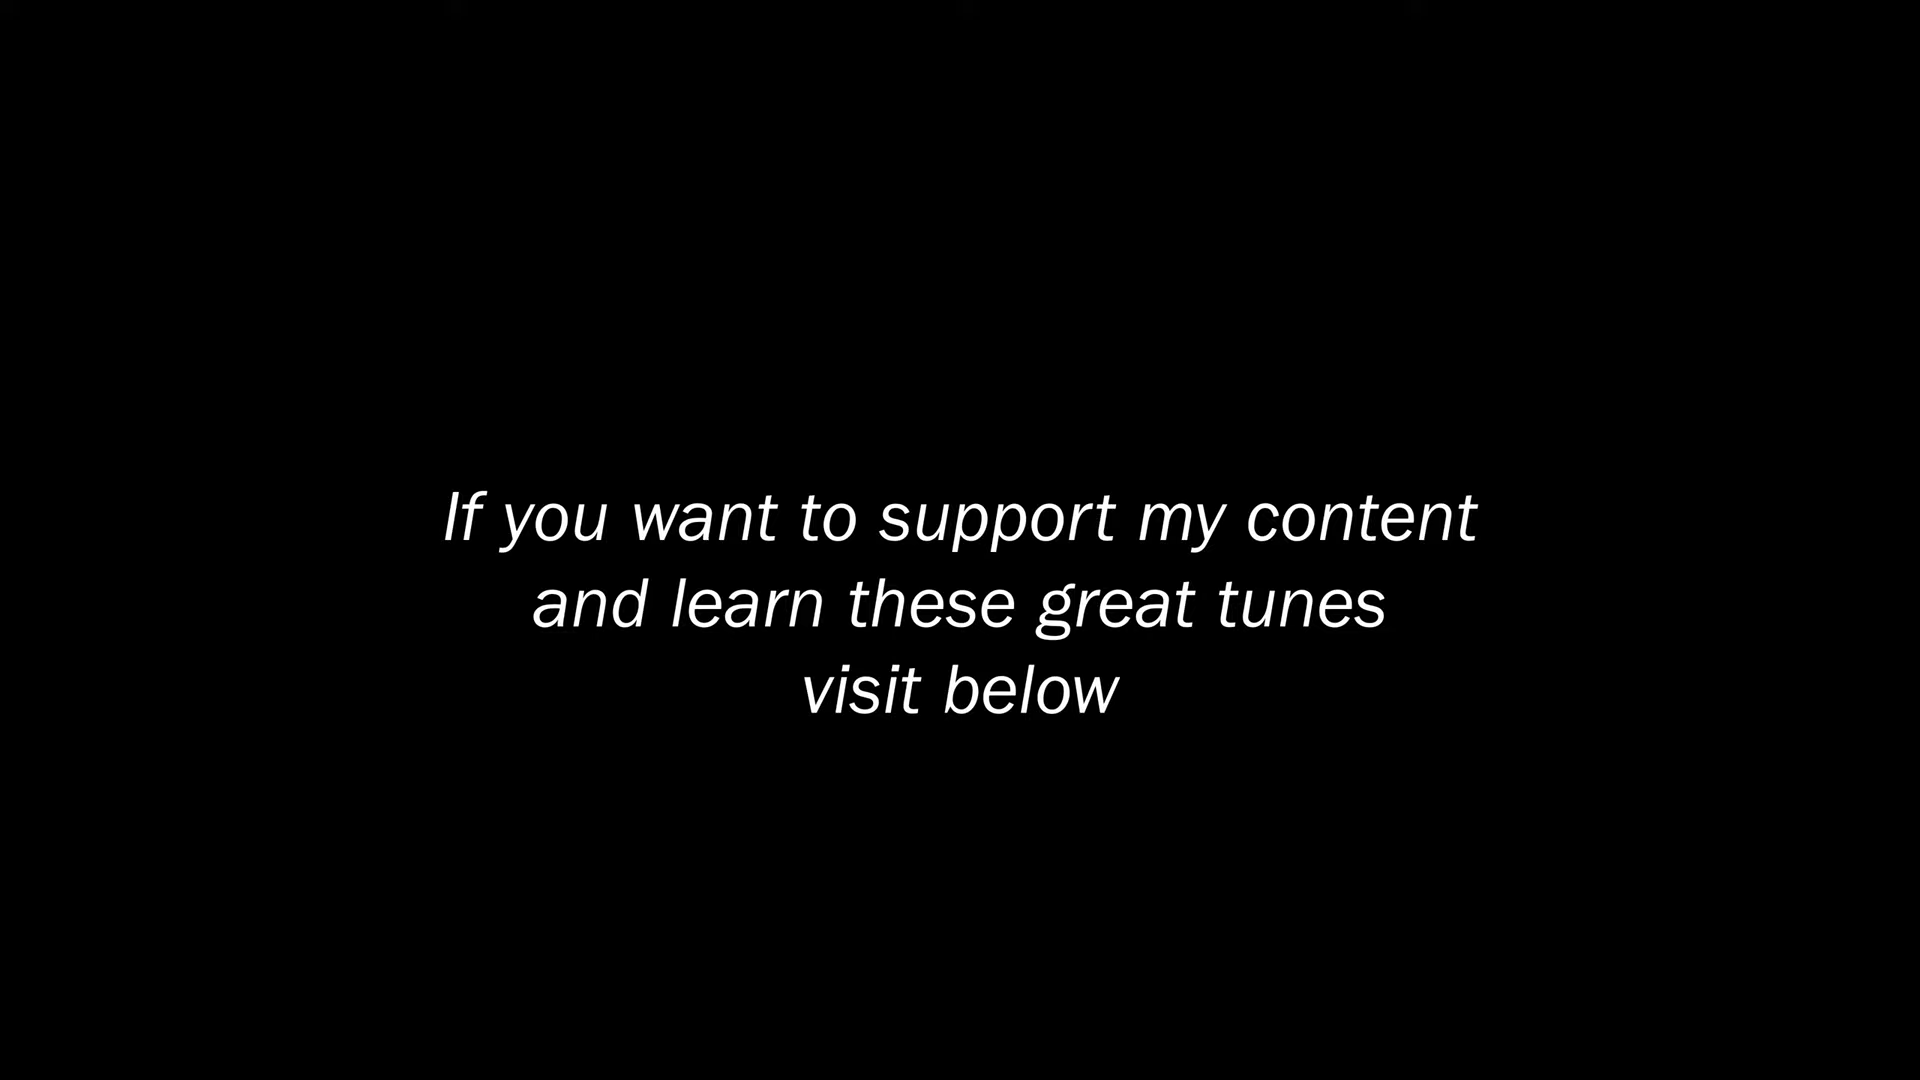 If you want to support my content
and learn these great tunes
visit below